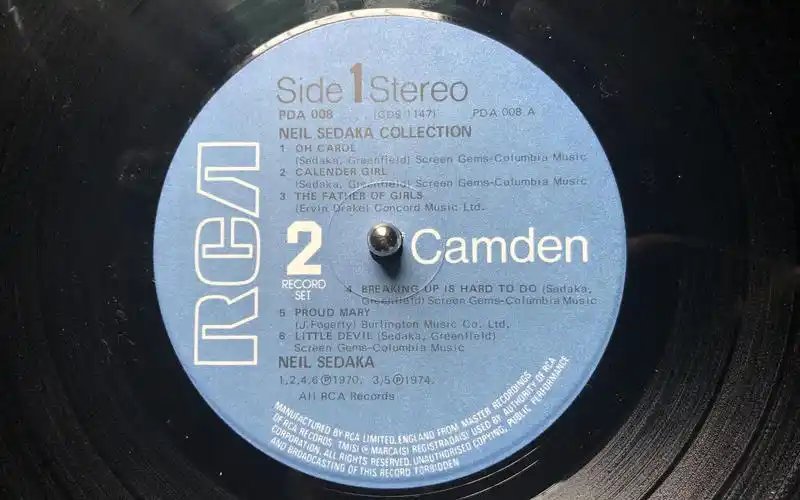 Side 1 Stereo
PDA 008 (CDS 1147) PDA 008 A
NEIL SEDAKA COLLECTION
1 OH CAROL
(Sedaka, Greenfield) Screen Gems-Columbia Music
2 CALENDER GIRL
(Sedaka, Greenfield) Screen Gems-Columbia Music
3 THE FATHER OF GIRLS
(Ervin Drake) Concord Music Ltd.
RCA
2
RECORD
SET
Camden
4 BREAKING UP IS HARD TO DO (Sedaka,
Greenfield) Screen Gems-Columbia Music
5 PROUD MARY
(J.Fogerty) Burlington Music Co. Ltd.
6 LITTLE DEVIL (Sedaka, Greenfield)
Screen Gems-Columbia Music
NEIL SEDAKA
1,2,4,6 ℗ 1970. 3/5 ℗ 1974.
All RCA Records
MANUFACTURED BY RCA LIMITED, ENGLAND FROM MASTER RECORDINGS
OF RCA RECORDS. TM(S) ® MARCA(S) REGISTRADA(S) USED BY AUTHORITY OF RCA
CORPORATION. ALL RIGHTS RESERVED. UNAUTHORISED COPYING, PUBLIC PERFORMANCE
AND BROADCASTING OF THIS RECORD FORBIDDEN